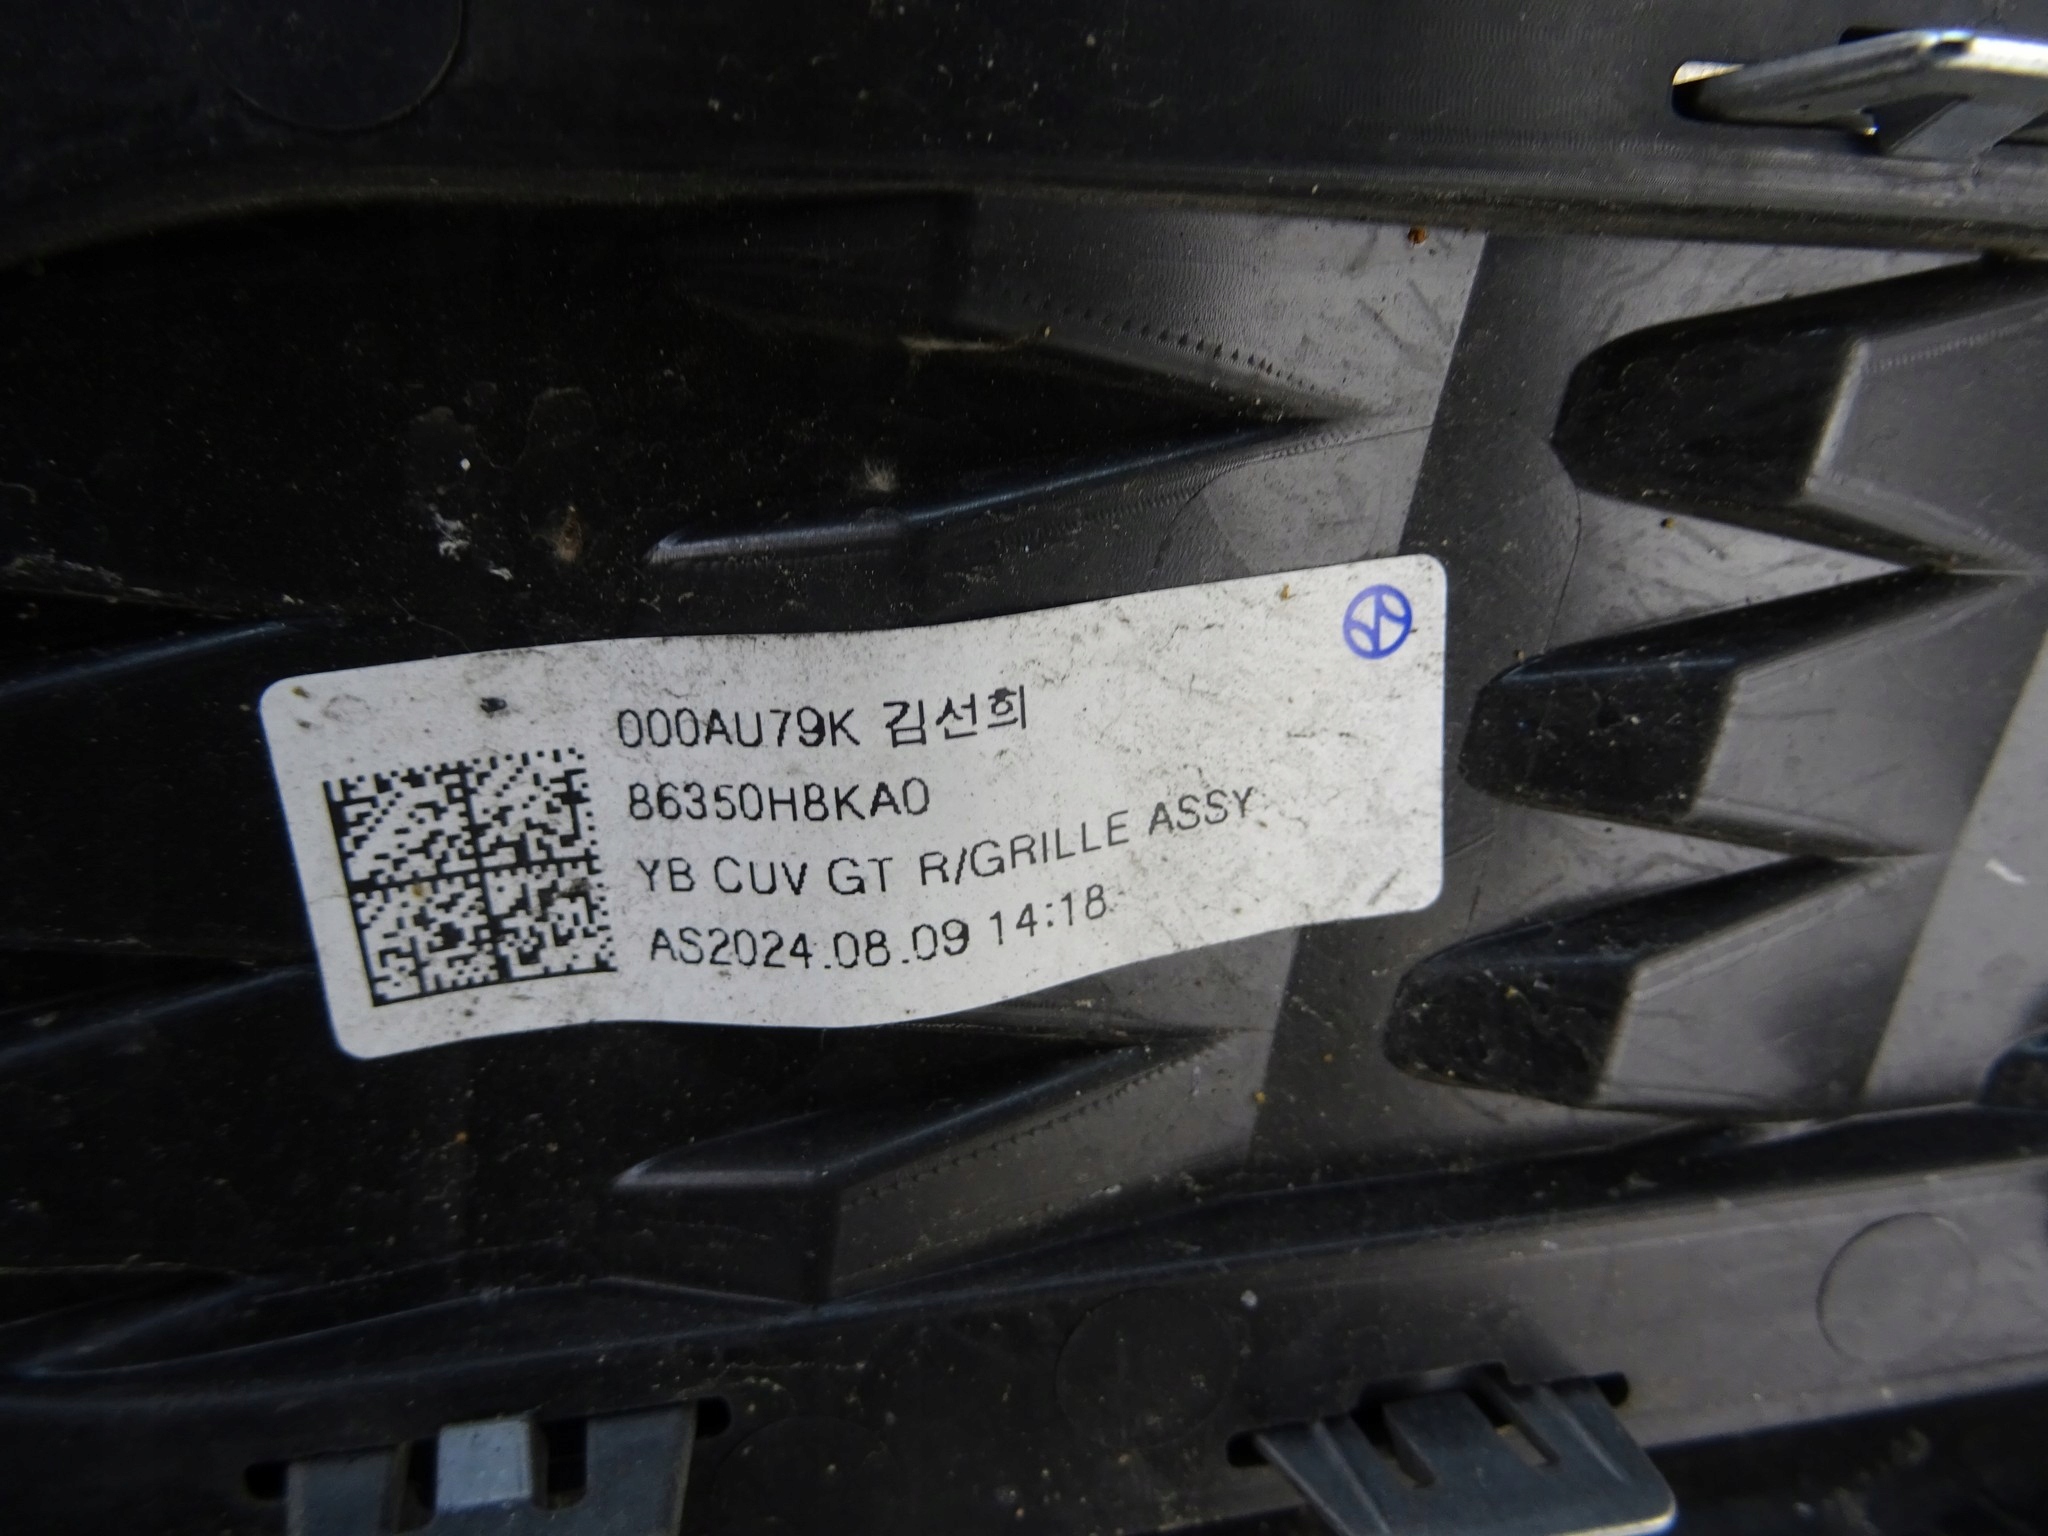 000AU79K 김선희
86350H8KA0
YB CUV GT R/GRILLE ASSY
AS2024.08.09 14:18